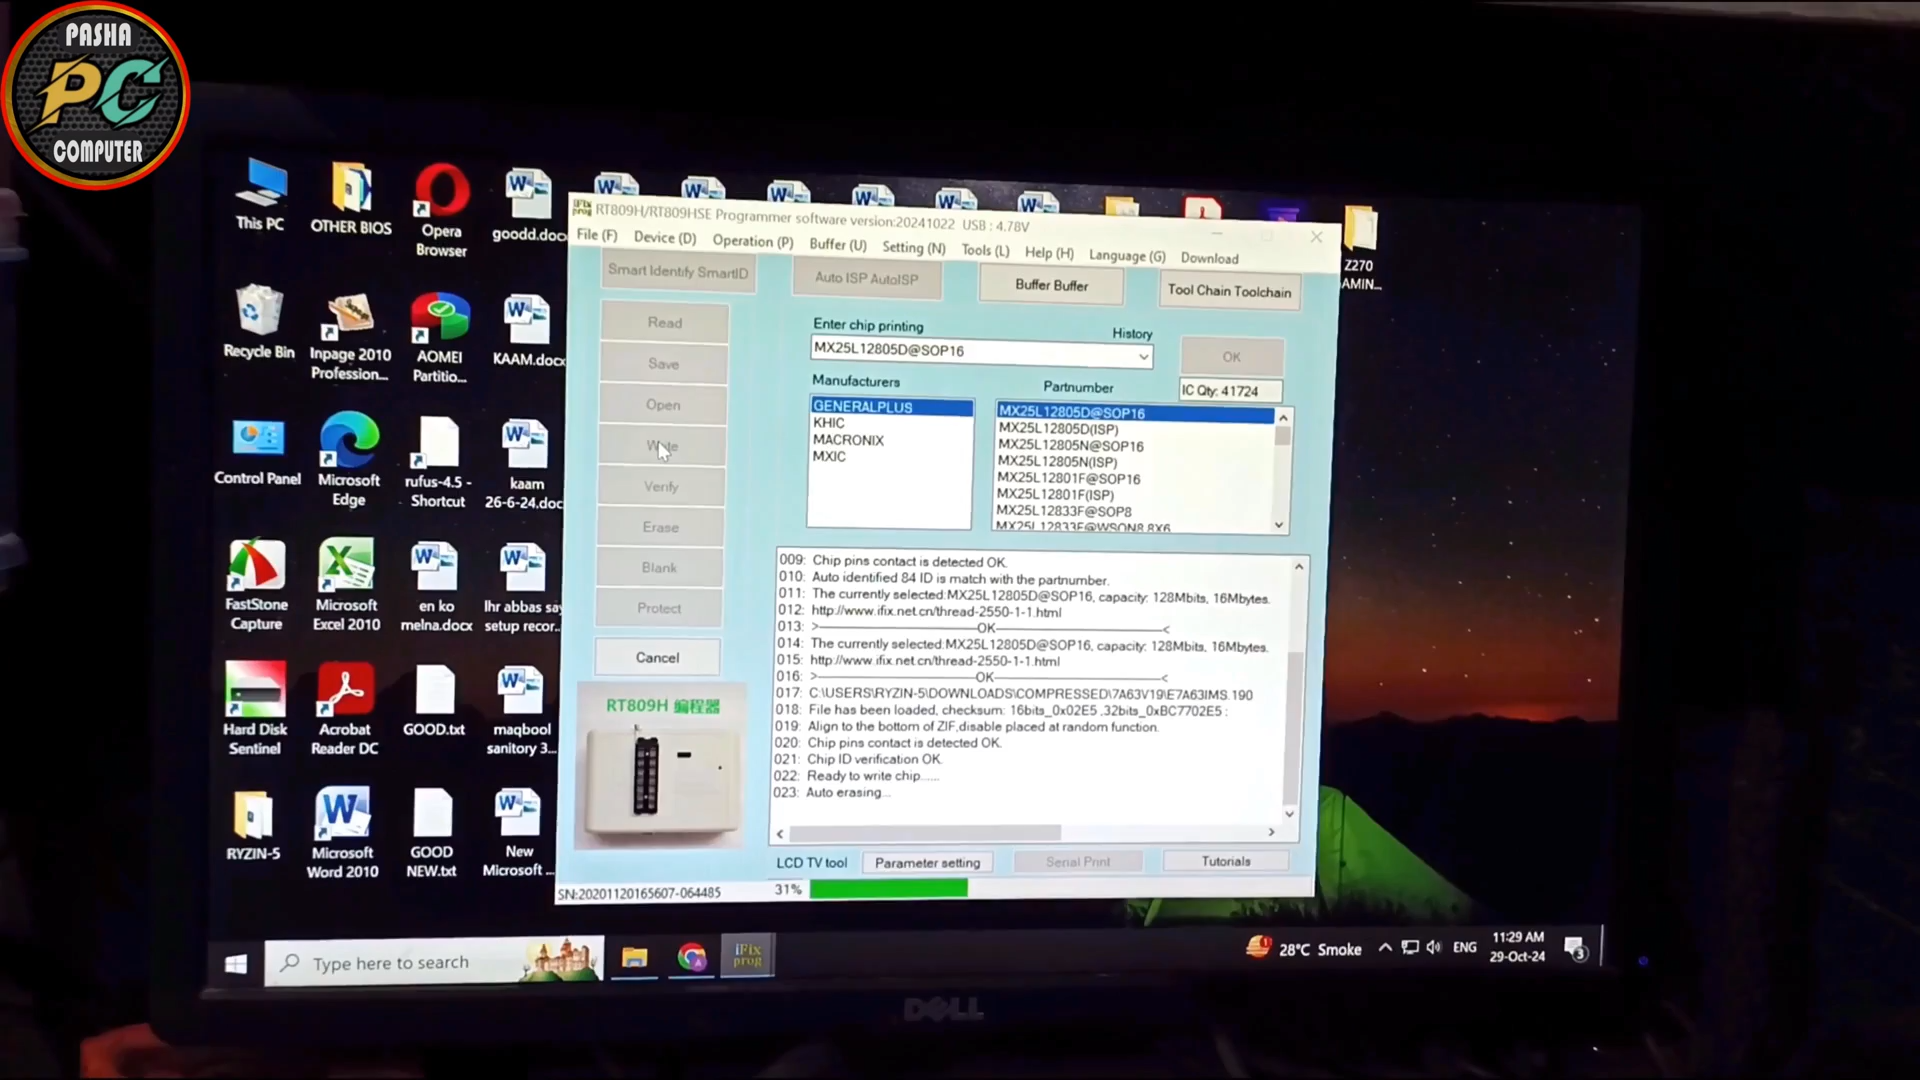 PASHA
PC
COMPUTER
This PC
OTHER BIOS
Opera
Browser
goodd.doc
Recycle Bin
Inpage 2010
Profession...
AOMEI
Partitio...
KAAM.docx
Control Panel
Microsoft
Edge
rufus-4.5 -
Shortcut
kaam
26-6-24.doc
FastStone
Capture
Microsoft
Excel 2010
en ko
melna.docx
lhr abbas say
setup recor...
Hard Disk
Sentinel
Acrobat
Reader DC
GOOD.txt
maqbool
sanitory 3...
RYZIN-5
Microsoft
Word 2010
GOOD
NEW.txt
New
Microsoft ...
Z270
AMIN...
iFix prog RT809H/RT809HSE Programmer software version:20241022 USB : 4.78V
File (F) Device (D) Operation (P) Buffer (U) Setting (N) Tools (L) Help (H) Language (G) Download
Smart Identify SmartID
Auto ISP AutoISP
Buffer Buffer
Tool Chain Toolchain
Read
Save
Open
Write
Verify
Erase
Blank
Protect
Cancel
RT809H 编程器
Enter chip printing
History
MX25L12805D@SOP16
OK
IC Qty: 41724
Manufacturers
GENERALPLUS
KHIC
MACRONIX
MXIC
Partnumber
MX25L12805D@SOP16
MX25L12805D(ISP)
MX25L12805N@SOP16
MX25L12805N(ISP)
MX25L12801F@SOP16
MX25L12801F(ISP)
MX25L12833F@SOP8
MX25L12833F@WSON8 8X6
009: Chip pins contact is detected OK.
010: Auto identified 84 ID is match with the partnumber.
011: The currently selected:MX25L12805D@SOP16, capacity: 128Mbits, 16Mbytes.
012: http://www.ifix.net.cn/thread-2550-1-1.html
013: >--------------------OK--------------------<
014: The currently selected:MX25L12805D@SOP16, capacity: 128Mbits, 16Mbytes.
015: http://www.ifix.net.cn/thread-2550-1-1.html
016: >--------------------OK--------------------<
017: C:\USERS\RYZIN-5\DOWNLOADS\COMPRESSED\7A63V19\E7A63IMS.190
018: File has been loaded, checksum: 16bits_0x02E5 ,32bits_0xBC7702E5 :
019: Align to the bottom of ZIF,disable placed at random function.
020: Chip pins contact is detected OK.
021: Chip ID verification OK.
022: Ready to write chip......
023: Auto erasing...
LCD TV tool
Parameter setting
Serial Print
Tutorials
SN:20201120165607-064485
31%
Type here to search
iFix
prog
28°C Smoke
ENG
11:29 AM
29-Oct-24
3
DELL